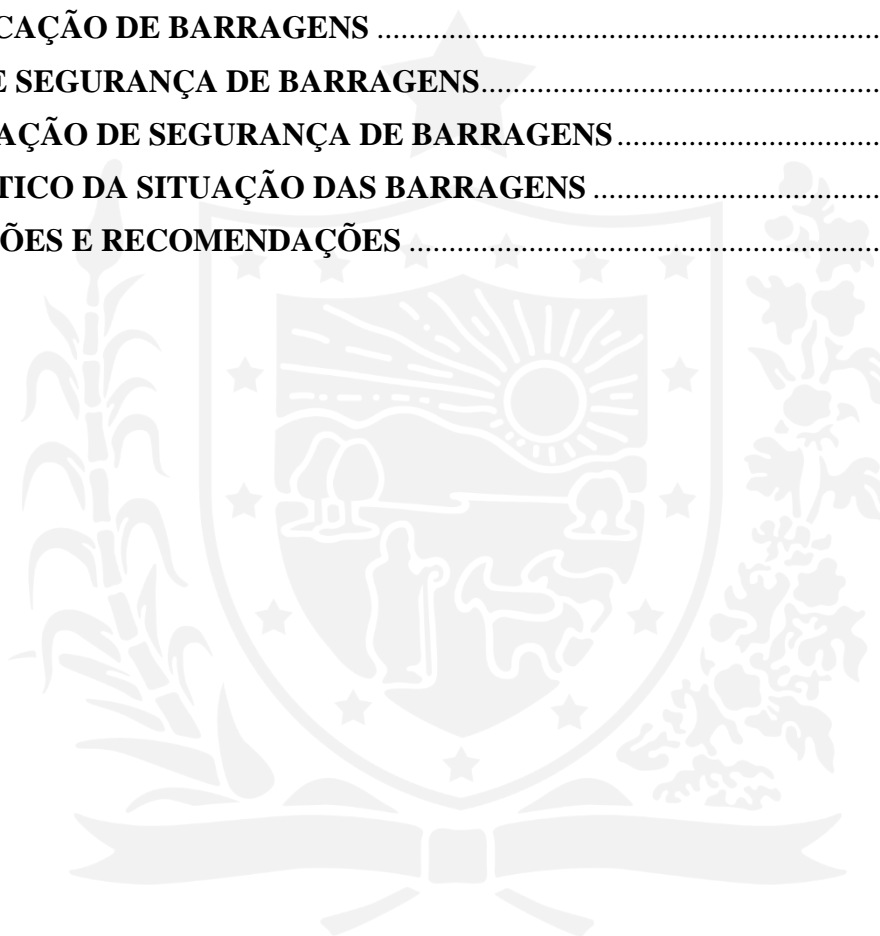 CAÇÃO DE BARRAGENS ........................................................................
E SEGURANÇA DE BARRAGENS........................................................
AÇÃO DE SEGURANÇA DE BARRAGENS .....................................
TICO DA SITUAÇÃO DAS BARRAGENS ........................................
ÕES E RECOMENDAÇÕES ...................................................................